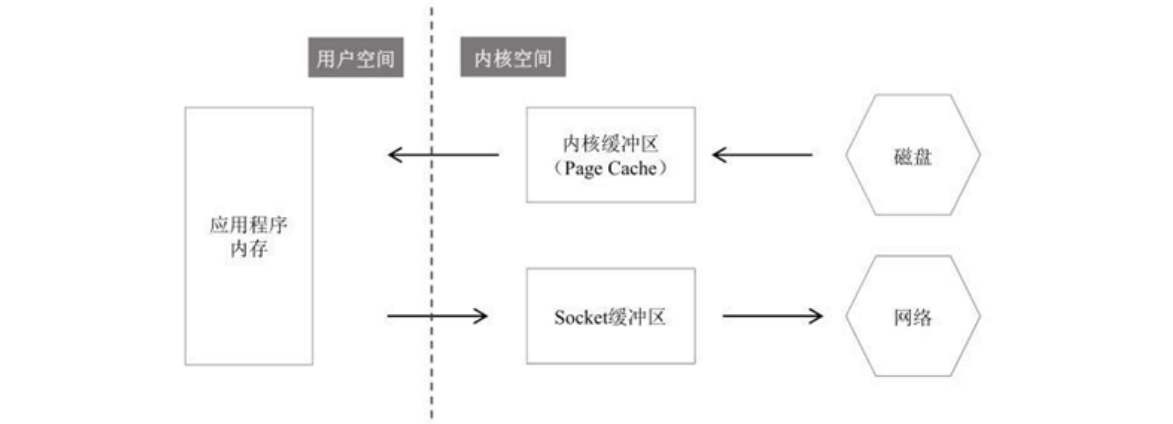 用户空间
内核空间
内核缓冲区
（Page Cache）
磁盘
应用程序
内存
Socket缓冲区
网络